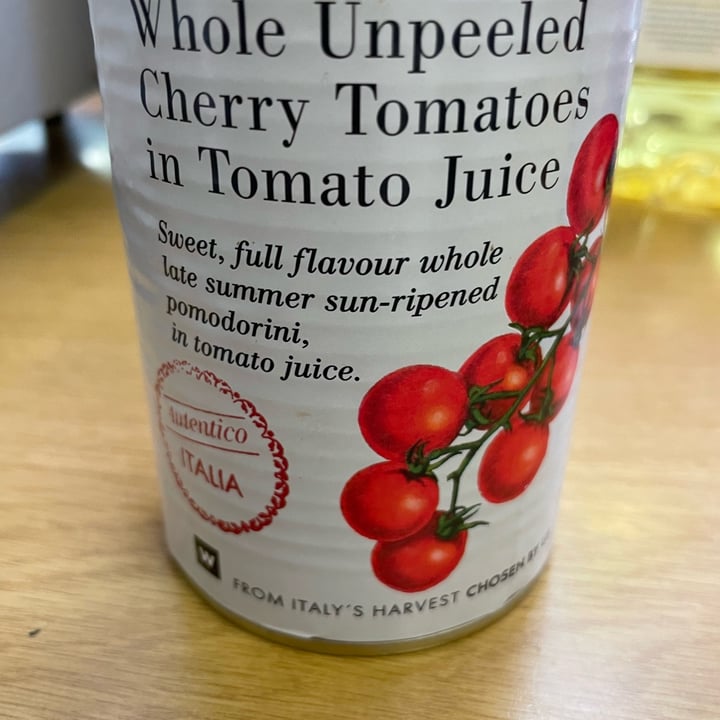 Whole Unpeeled
Cherry Tomatoes
in Tomato Juice
Sweet, full flavour whole
late summer sun-ripened
pomodorini,
in tomato juice.
Autentico
ITALIA
W
FROM ITALY'S HARVEST CHOSEN BY